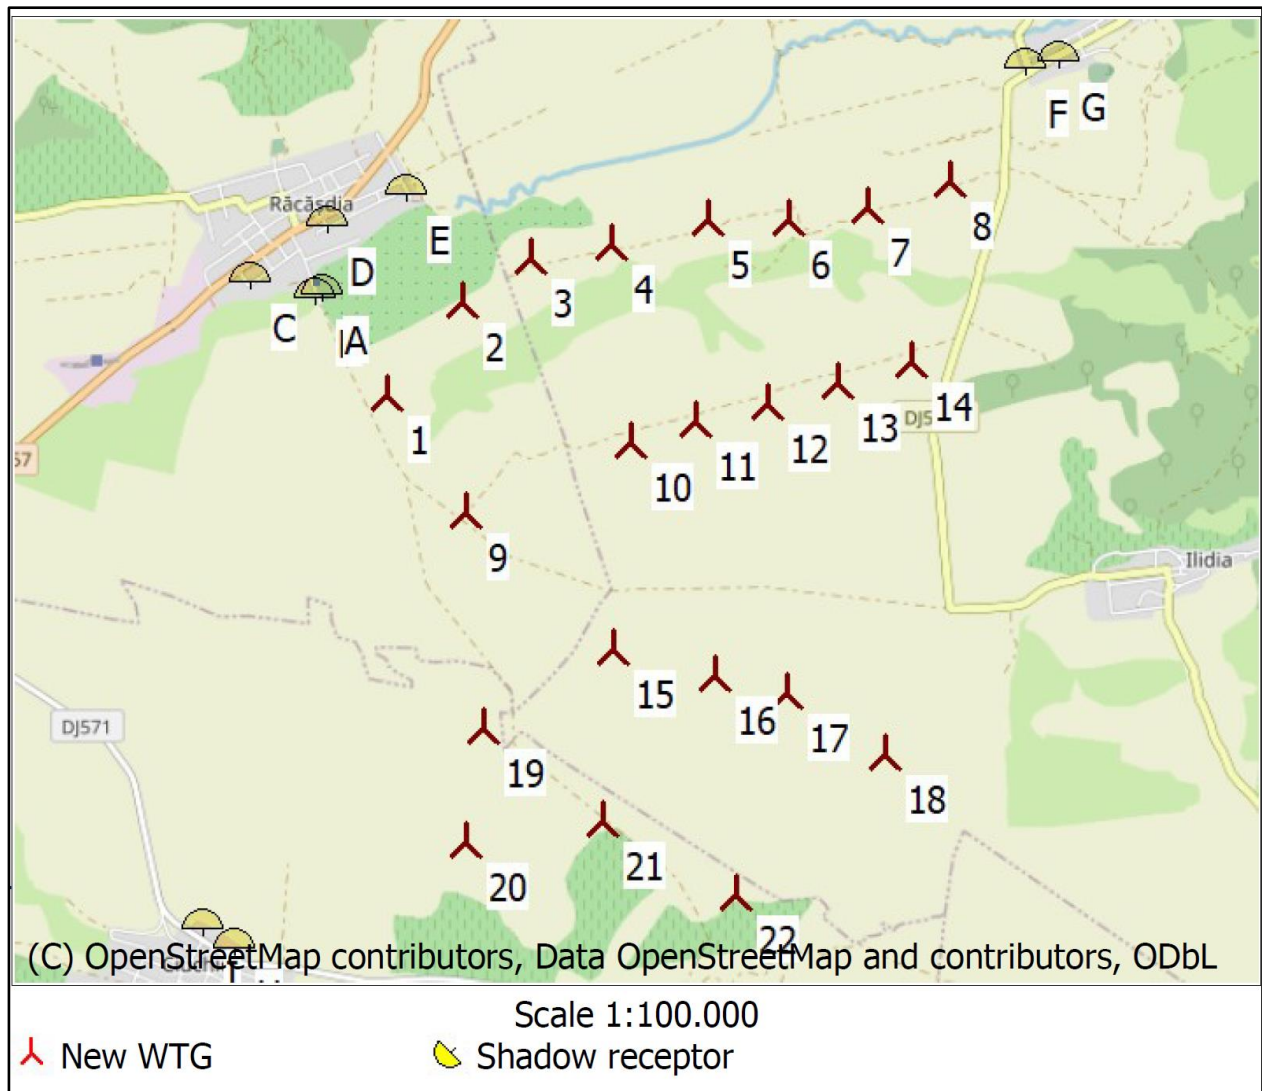 F G
Răcășdia
E
8
D
5 6 7
3 4
C A
2
1
14
DJ5
13
12
11
57
10
9
Ilidia
15
16
17
DJ571
19
18
21
20
22
(C) OpenStreetMap contributors, Data OpenStreetMap and contributors, ODbL
Scale 1:100.000
New WTG Shadow receptor